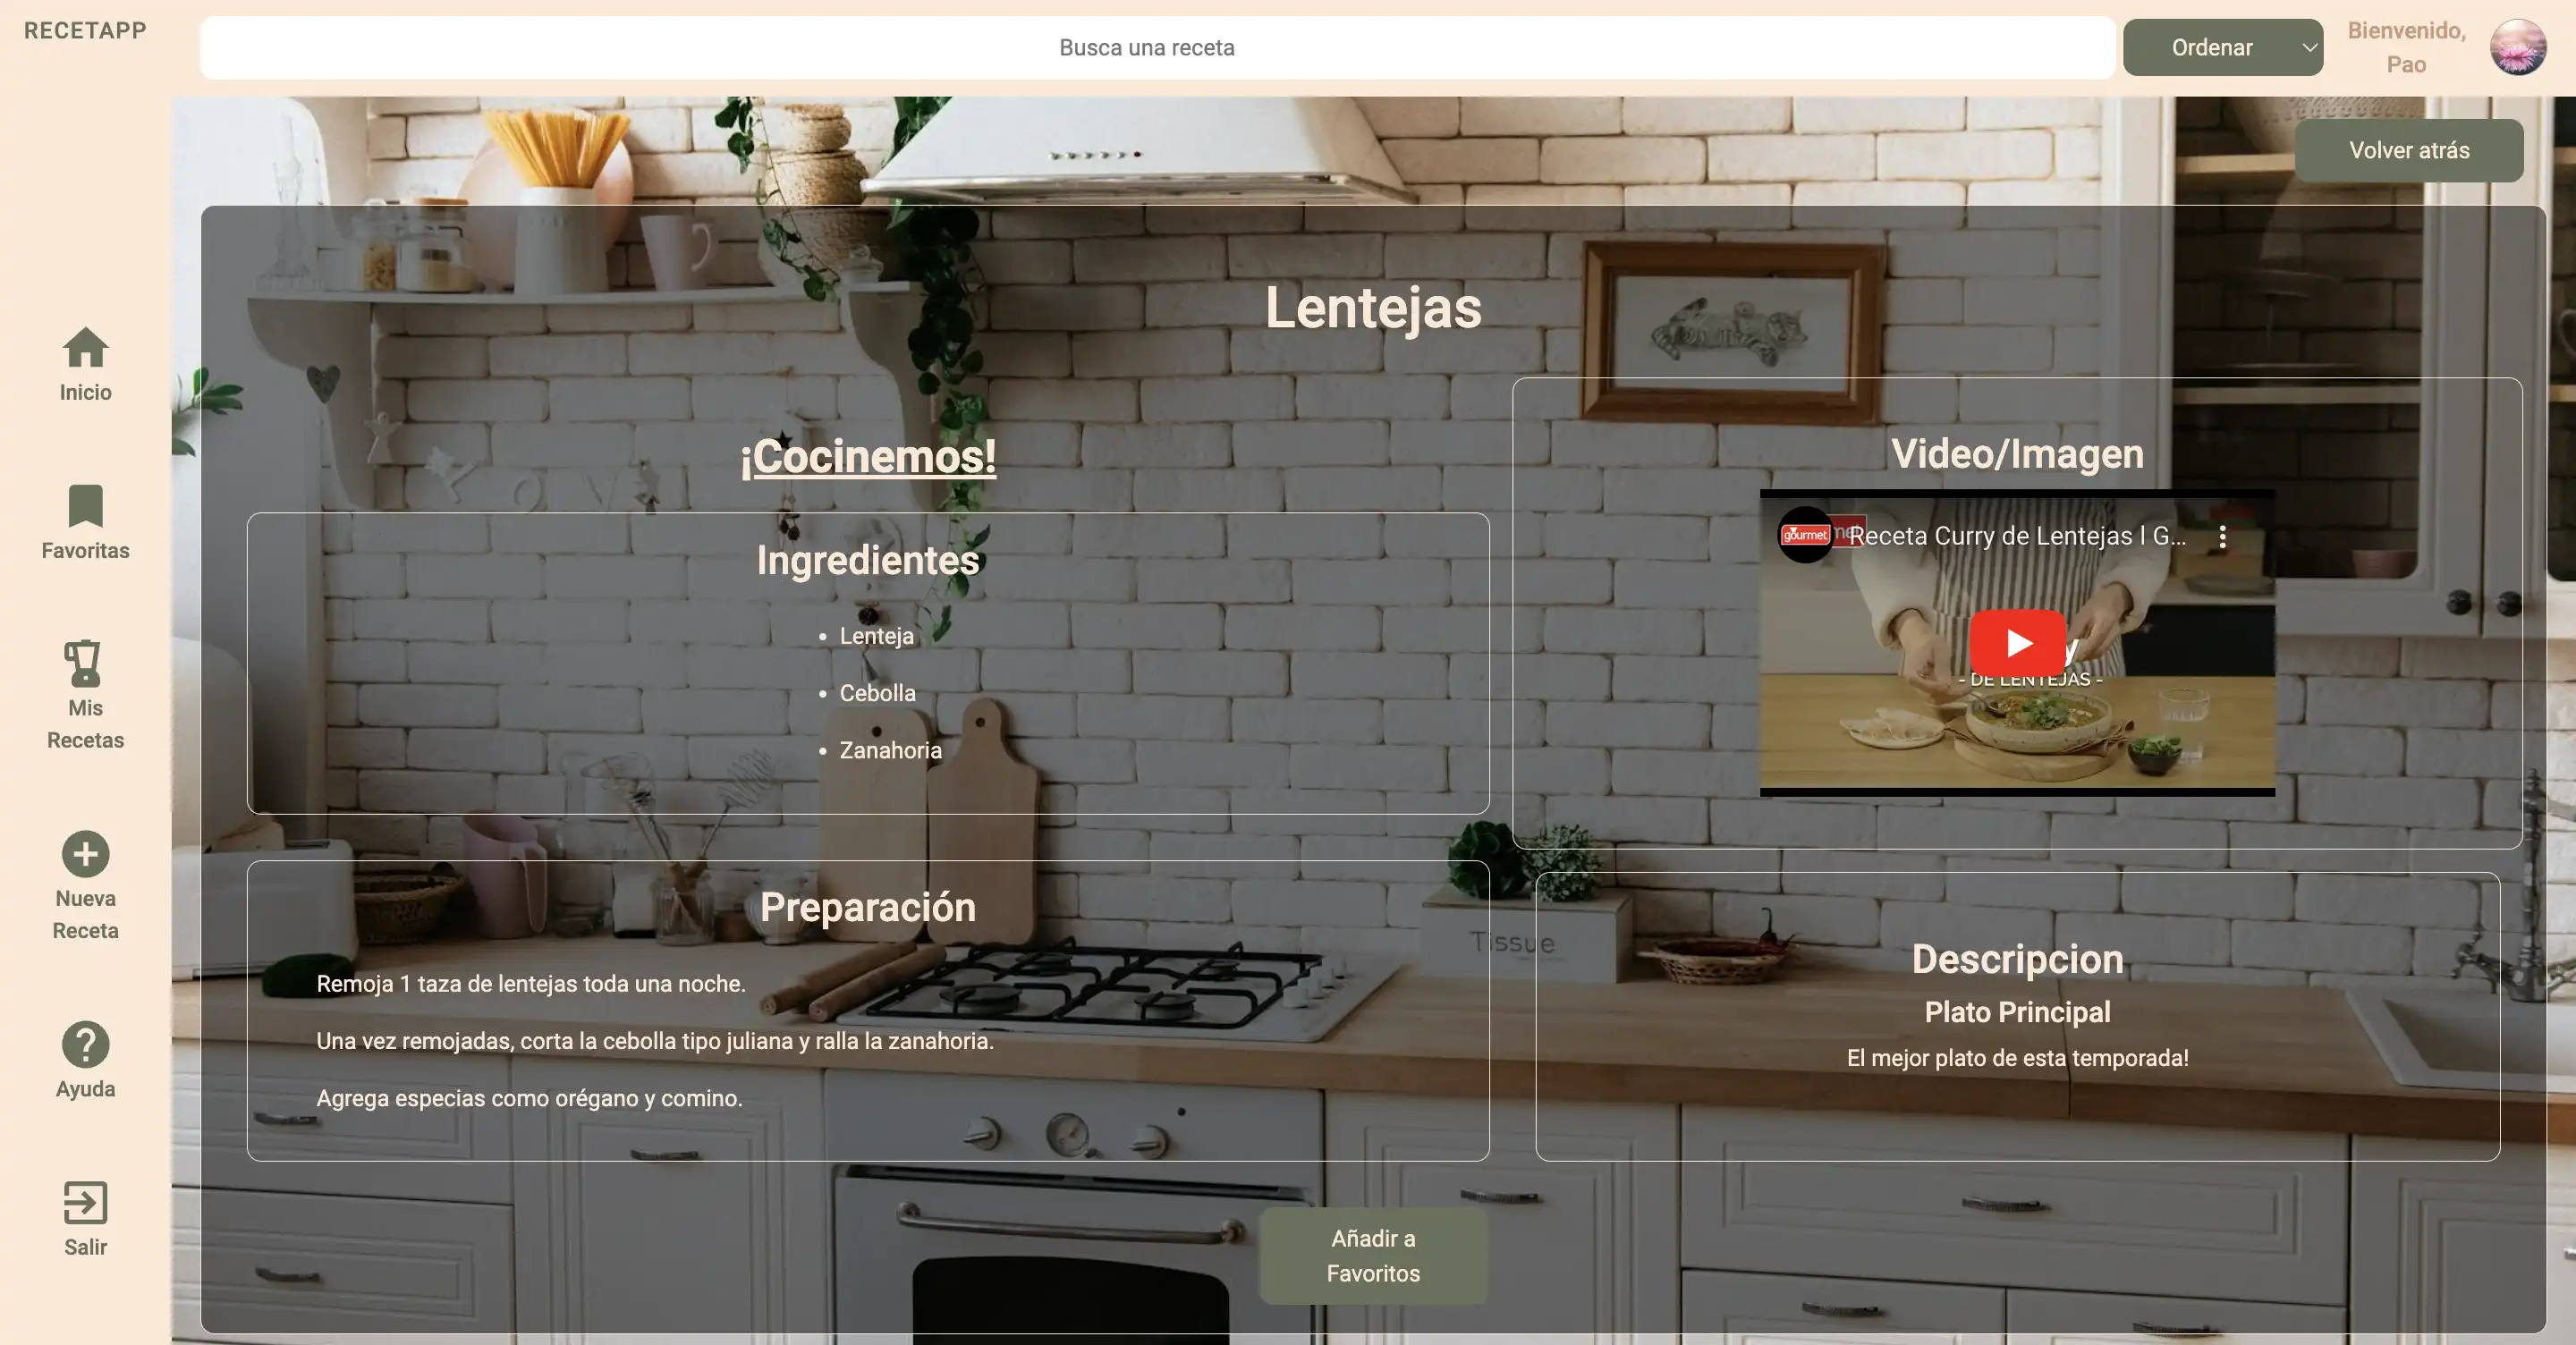 RECETAPP
Busca una receta
Ordenar
Bienvenido,
Pao
Volver atrás
Inicio
Favoritas
Mis
Recetas
Nueva
Receta
Ayuda
Salir
Lentejas
¡Cocinemos!
Ingredientes
• Lenteja
• Cebolla
• Zanahoria
Preparación
Remoja 1 taza de lentejas toda una noche.
Una vez remojadas, corta la cebolla tipo juliana y ralla la zanahoria.
Agrega especias como orégano y comino.
Video/Imagen
gourmet
Receta Curry de Lentejas l G...
- DE LENTEJAS -
Tissue
Descripcion
Plato Principal
El mejor plato de esta temporada!
Añadir a
Favoritos